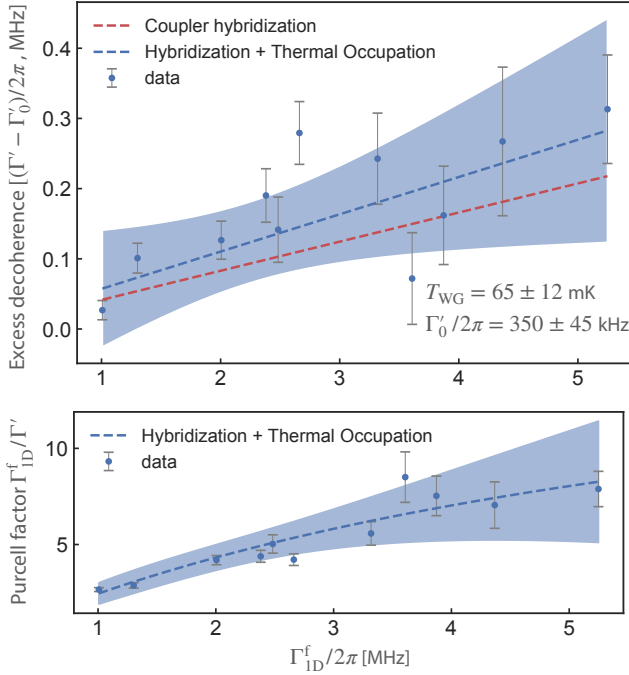 Excess decoherence [(Γ′ − Γ′₀)/2π , MHz]
0.4
0.3
0.2
0.1
0.0
Coupler hybridization
Hybridization + Thermal Occupation
data
T_WG = 65 ± 12 mK
Γ′₀/2π = 350 ± 45 kHz
1 2 3 4 5
Purcell factor Γᶠ₁D/Γ′
10
5
Hybridization + Thermal Occupation
data
1 2 3 4 5
Γᶠ₁D/2π [MHz]